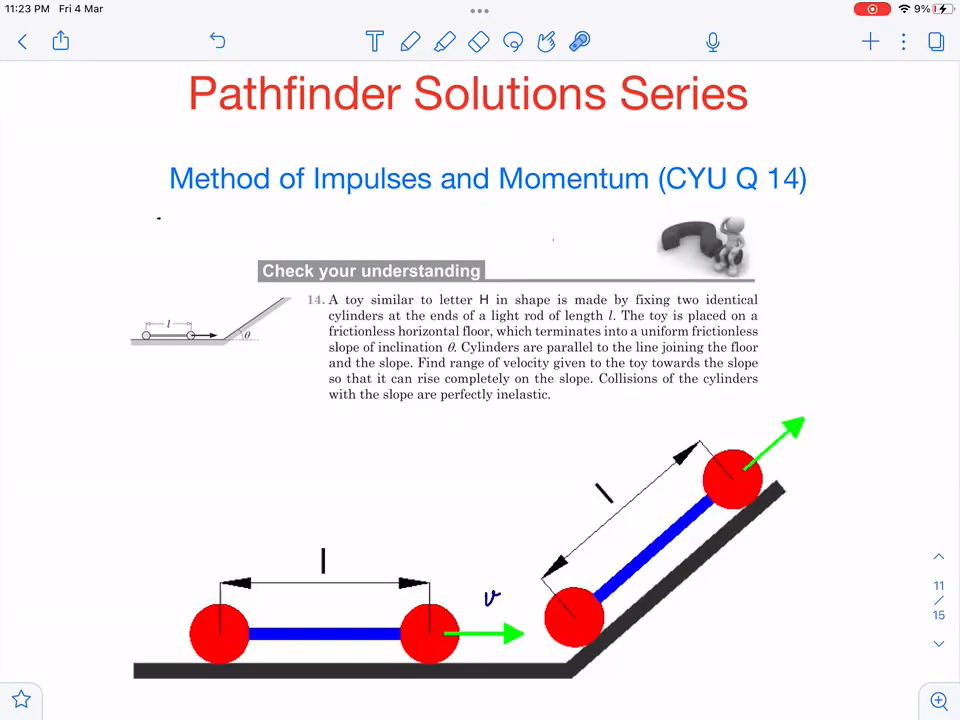 11:23 PM Fri 4 Mar
9%
Pathfinder Solutions Series
Method of Impulses and Momentum (CYU Q 14)
Check your understanding
14. A toy similar to letter H in shape is made by fixing two identical
cylinders at the ends of a light rod of length l. The toy is placed on a
frictionless horizontal floor, which terminates into a uniform frictionless
slope of inclination θ. Cylinders are parallel to the line joining the floor
and the slope. Find range of velocity given to the toy towards the slope
so that it can rise completely on the slope. Collisions of the cylinders
with the slope are perfectly inelastic.
l
θ
l
v
l
11
/
15